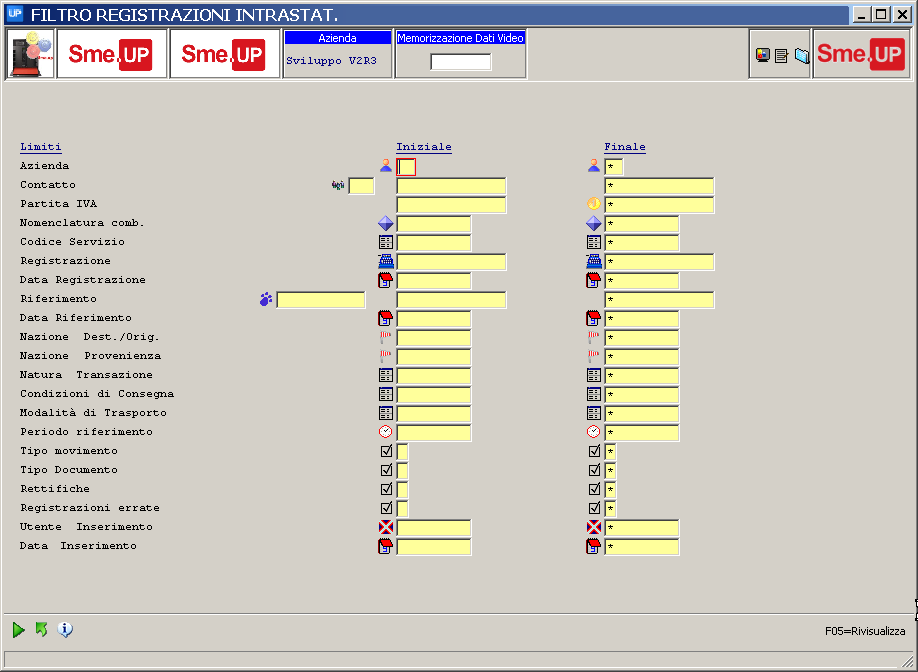 UP FILTRO REGISTRAZIONI INTRASTAT.
Sme.UP
Sme.UP
Azienda
Sviluppo V2R3
Memorizzazione Dati Video
Sme.UP
Limiti Iniziale Finale
Azienda *
Contatto *
Partita IVA *
Nomenclatura comb. *
Codice Servizio *
Registrazione *
Data Registrazione *
Riferimento *
Data Riferimento *
Nazione Dest./Orig. *
Nazione Provenienza *
Natura Transazione *
Condizioni di Consegna *
Modalità di Trasporto *
Periodo riferimento *
Tipo movimento *
Tipo Documento *
Rettifiche *
Registrazioni errate *
Utente Inserimento *
Data Inserimento *
F05=Rivisualizza